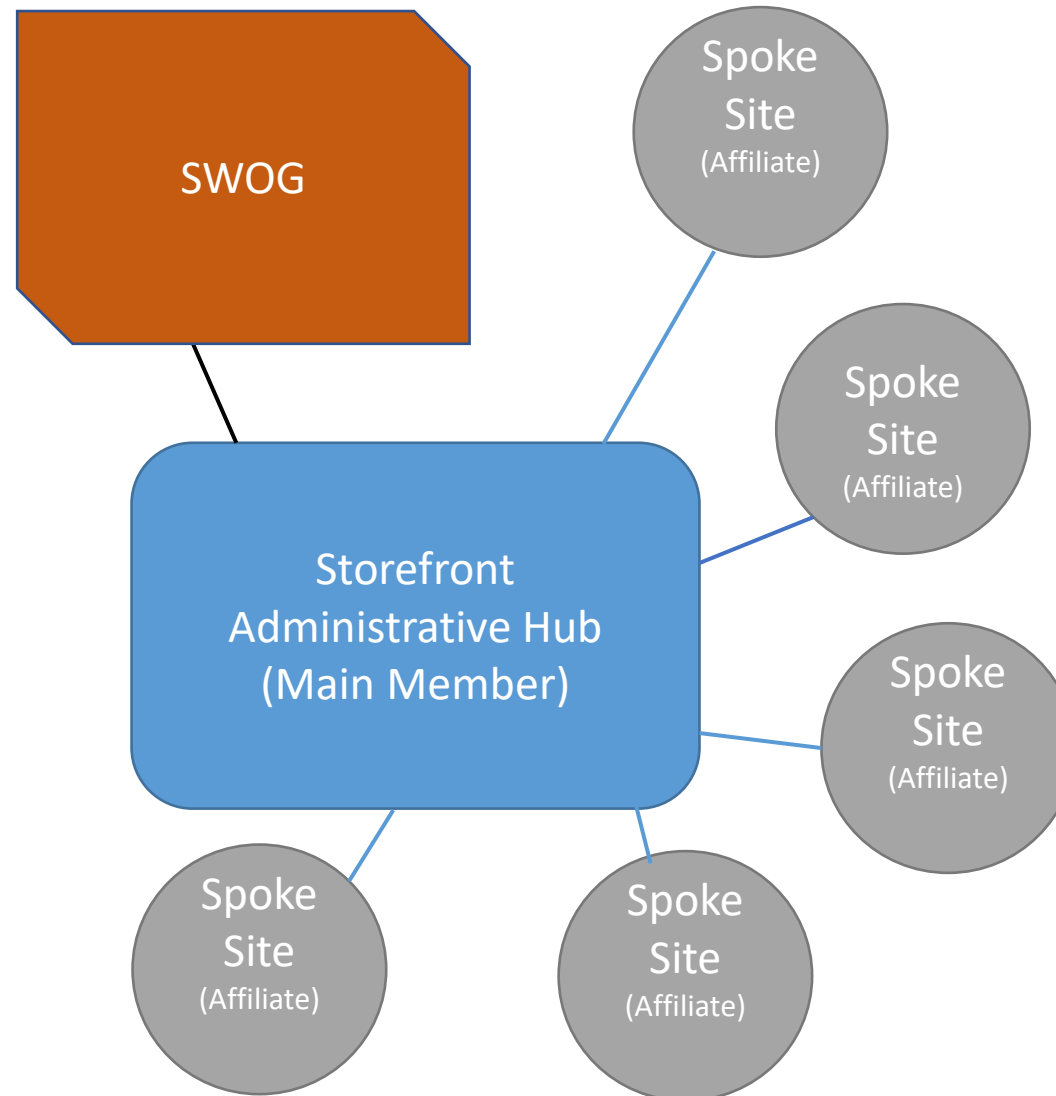 SWOG
Spoke
Site
(Affiliate)
Spoke
Site
(Affiliate)
Storefront
Administrative Hub
(Main Member)
Spoke
Site
(Affiliate)
Spoke
Site
(Affiliate)
Spoke
Site
(Affiliate)